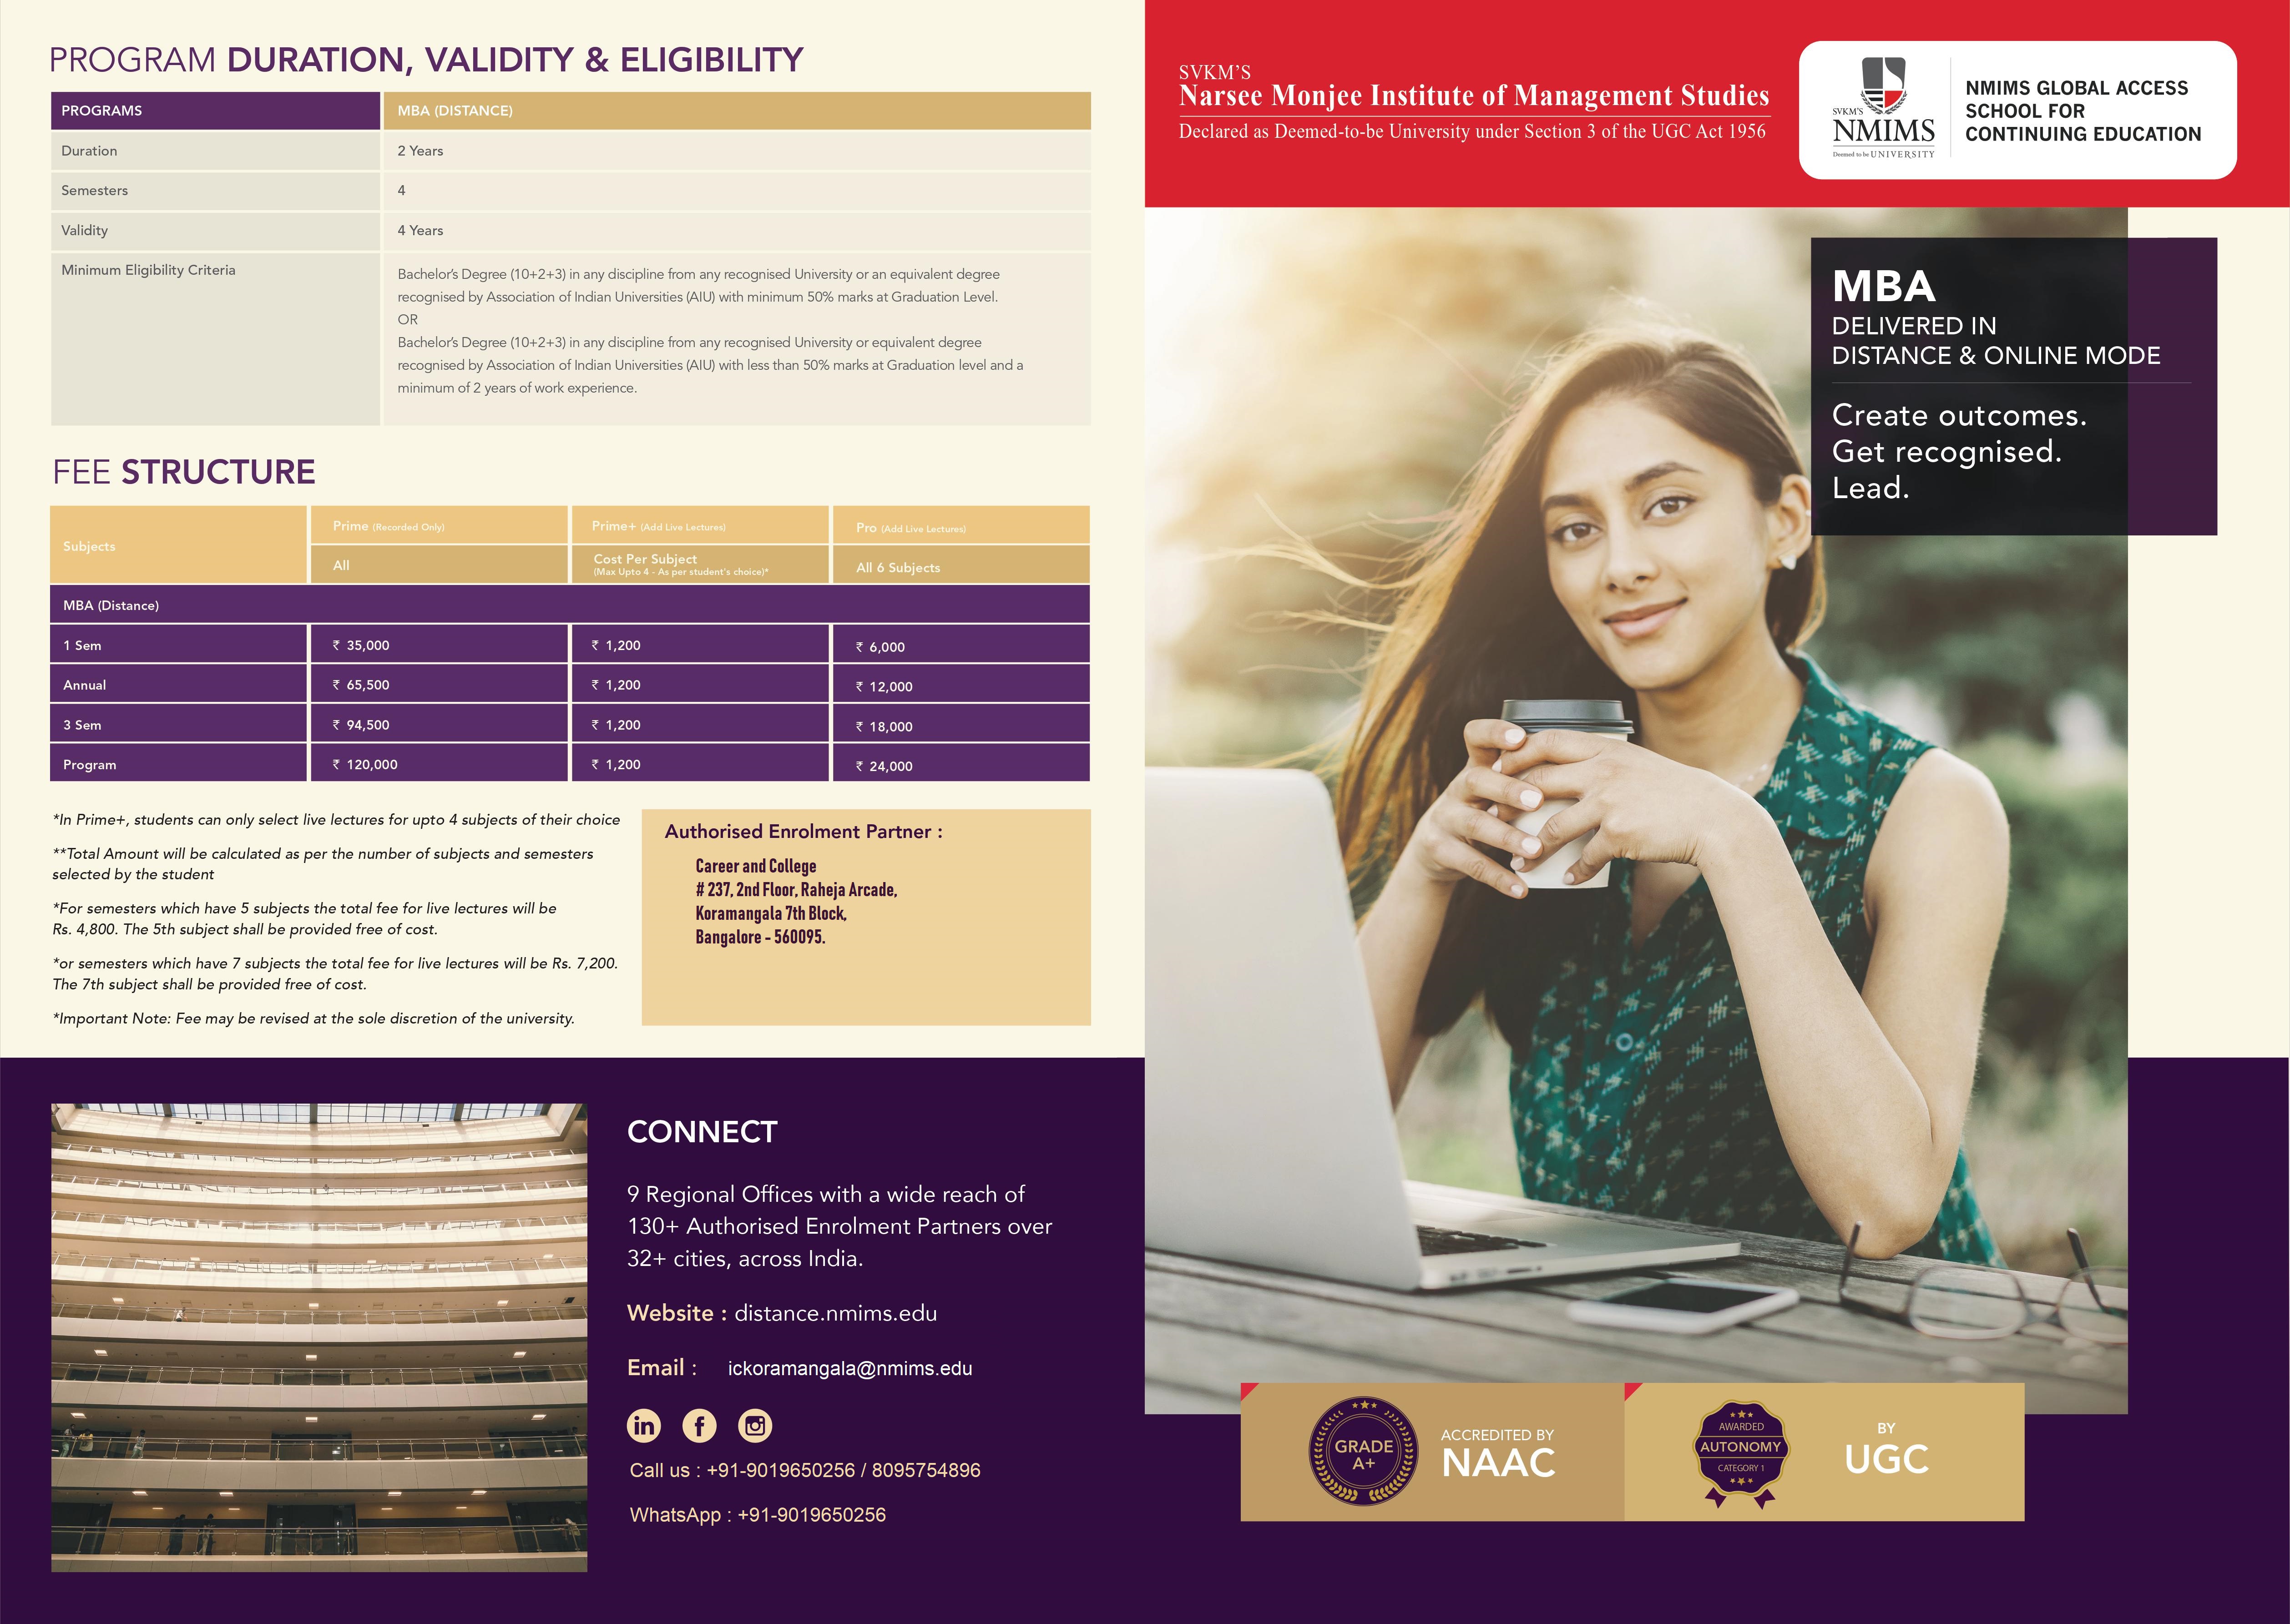 PROGRAM DURATION, VALIDITY & ELIGIBILITY
PROGRAMS
MBA (DISTANCE)
Duration
2 Years
Semesters
4
Validity
4 Years
Minimum Eligibility Criteria
Bachelor's Degree (10+2+3) in any discipline from any recognised University or an equivalent degree
recognised by Association of Indian Universities (AIU) with minimum 50% marks at Graduation Level.
OR
Bachelor's Degree (10+2+3) in any discipline from any recognised University or equivalent degree
recognised by Association of Indian Universities (AIU) with less than 50% marks at Graduation level and a
minimum of 2 years of work experience.
FEE STRUCTURE
Subjects
Prime (Recorded Only)
Prime+ (Add Live Lectures)
Pro (Add Live Lectures)
All
Cost Per Subject
(Max Upto 4 - As per student's choice)*
All 6 Subjects
MBA (Distance)
1 Sem
₹ 35,000
₹ 1,200
₹ 6,000
Annual
₹ 65,500
₹ 1,200
₹ 12,000
3 Sem
₹ 94,500
₹ 1,200
₹ 18,000
Program
₹ 120,000
₹ 1,200
₹ 24,000
*In Prime+, students can only select live lectures for upto 4 subjects of their choice
**Total Amount will be calculated as per the number of subjects and semesters
selected by the student
*For semesters which have 5 subjects the total fee for live lectures will be
Rs. 4,800. The 5th subject shall be provided free of cost.
*or semesters which have 7 subjects the total fee for live lectures will be Rs. 7,200.
The 7th subject shall be provided free of cost.
*Important Note: Fee may be revised at the sole discretion of the university.
Authorised Enrolment Partner :
Career and College
# 237, 2nd Floor, Raheja Arcade,
Koramangala 7th Block,
Bangalore - 560095.
CONNECT
9 Regional Offices with a wide reach of
130+ Authorised Enrolment Partners over
32+ cities, across India.
Website : distance.nmims.edu
Email : ickoramangala@nmims.edu
in f
Call us : +91-9019650256 / 8095754896
WhatsApp : +91-9019650256
SVKM'S
Narsee Monjee Institute of Management Studies
Declared as Deemed-to-be University under Section 3 of the UGC Act 1956
SVKM'S
NMIMS
Deemed to be UNIVERSITY
NMIMS GLOBAL ACCESS
SCHOOL FOR
CONTINUING EDUCATION
MBA
DELIVERED IN
DISTANCE & ONLINE MODE
Create outcomes.
Get recognised.
Lead.
GRADE
A+
ACCREDITED BY
NAAC
AWARDED
AUTONOMY
CATEGORY 1
BY
UGC